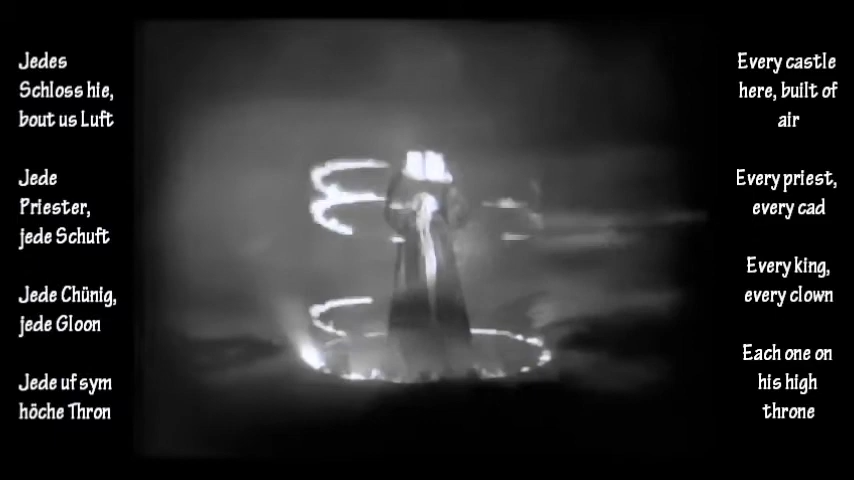 Jedes
Schloss hie,
bout us Luft
Jede
Priester,
jede Schuft
Jede Chünig,
jede Gloon
Jede uf sym
höche Thron
Every castle
here, built of
air
Every priest,
every cad
Every king,
every clown
Each one on
his high
throne